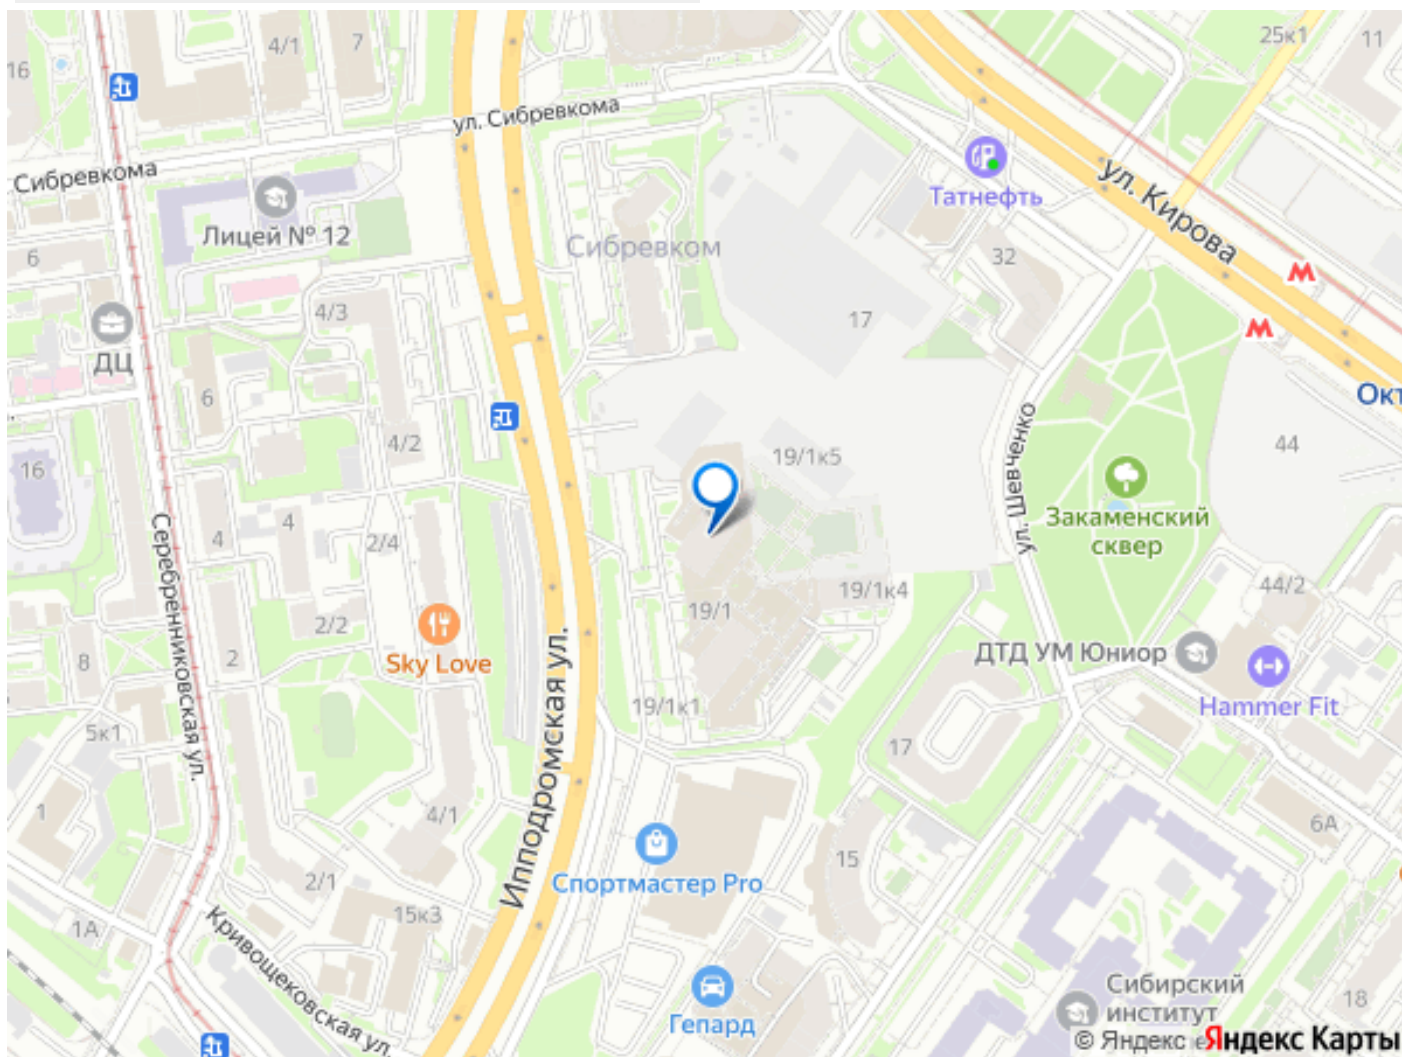 4/1
7
25к1
11
16
ул. Сибревкома
Сибревкома
Татнефть
ул. Кирова
Лицей № 12
Сибревком
6
32
4/3
17
ДЦ
Окт
6
4/2
ул. Шевченко
44
19/1к5
16
Серебренниковская ул.
4
4
2/4
Закаменский
сквер
19/1к4
44/2
19/1
2/2
Sky Love
8
2
ДТД УМ Юниор
Hammer Fit
19/1к1
5к1
17
Ипподромская ул.
1
4/1
6А
15
Спортмастер Pro
2/1
15к3
1А
Кривощековская ул.
Сибирский
институт
18
Гепард
© Яндекс
Яндекс Карты